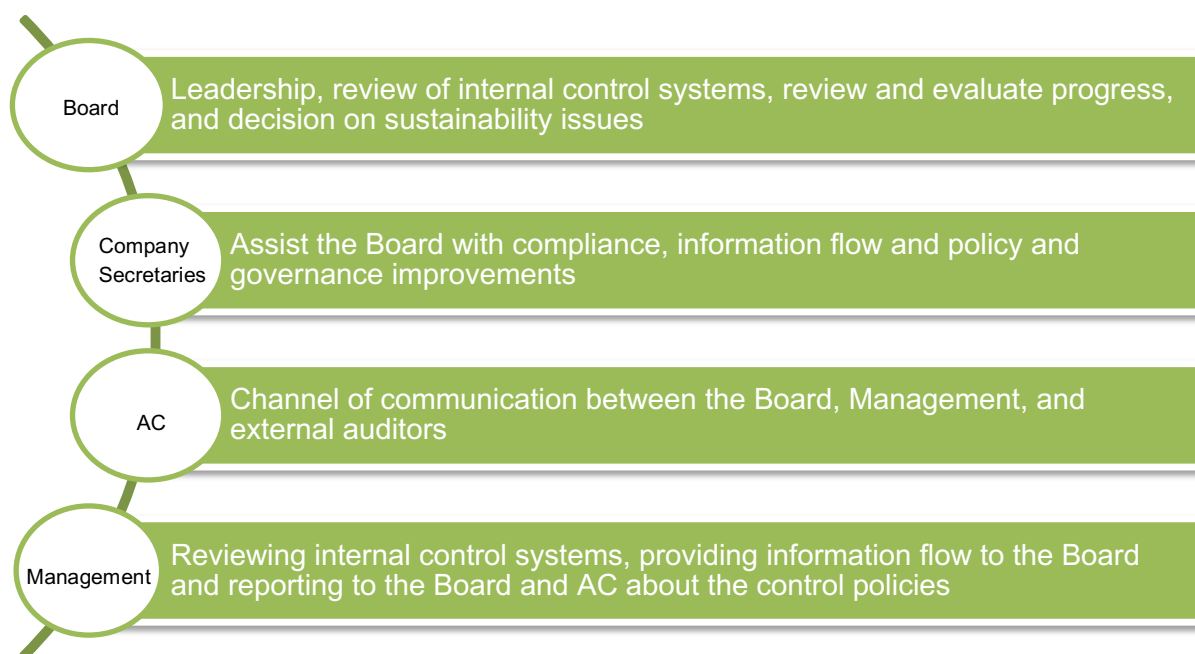 Board
Leadership, review of internal control systems, review and evaluate progress,
and decision on sustainability issues
Company
Secretaries
Assist the Board with compliance, information flow and policy and
governance improvements
AC
Channel of communication between the Board, Management, and
external auditors
Management
Reviewing internal control systems, providing information flow to the Board
and reporting to the Board and AC about the control policies